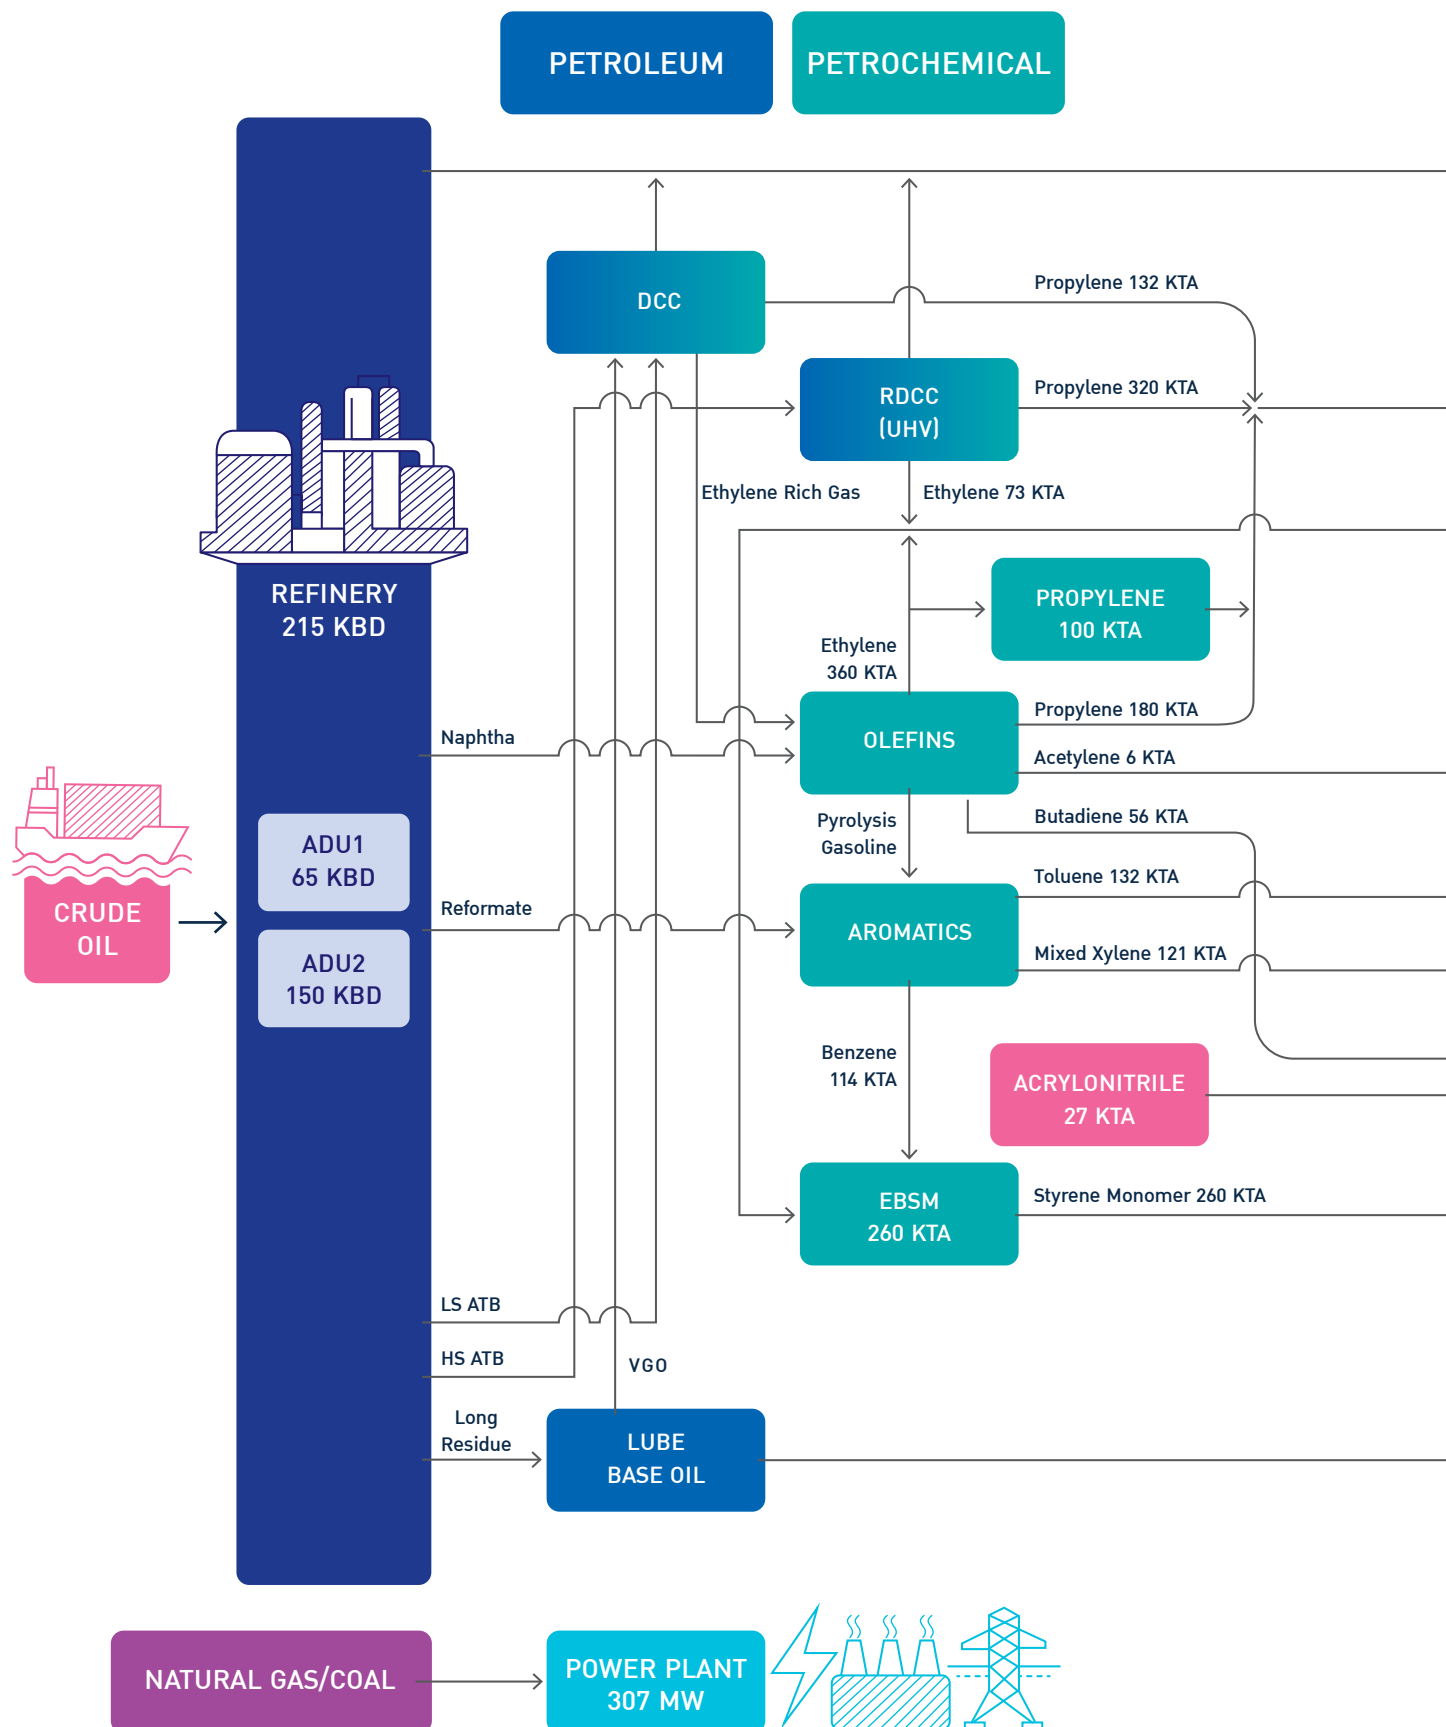 PETROLEUM
PETROCHEMICAL
DCC
Propylene 132 KTA
RDCC
(UHV)
Propylene 320 KTA
Ethylene Rich Gas
Ethylene 73 KTA
REFINERY
215 KBD
PROPYLENE
100 KTA
Ethylene
360 KTA
Naphtha
OLEFINS
Propylene 180 KTA
Acetylene 6 KTA
Butadiene 56 KTA
Pyrolysis
Gasoline
ADU1
65 KBD
CRUDE
OIL
Reformate
AROMATICS
Toluene 132 KTA
Mixed Xylene 121 KTA
ADU2
150 KBD
Benzene
114 KTA
ACRYLONITRILE
27 KTA
EBSM
260 KTA
Styrene Monomer 260 KTA
LS ATB
HS ATB
VGO
Long
Residue
LUBE
BASE OIL
NATURAL GAS/COAL
POWER PLANT
307 MW